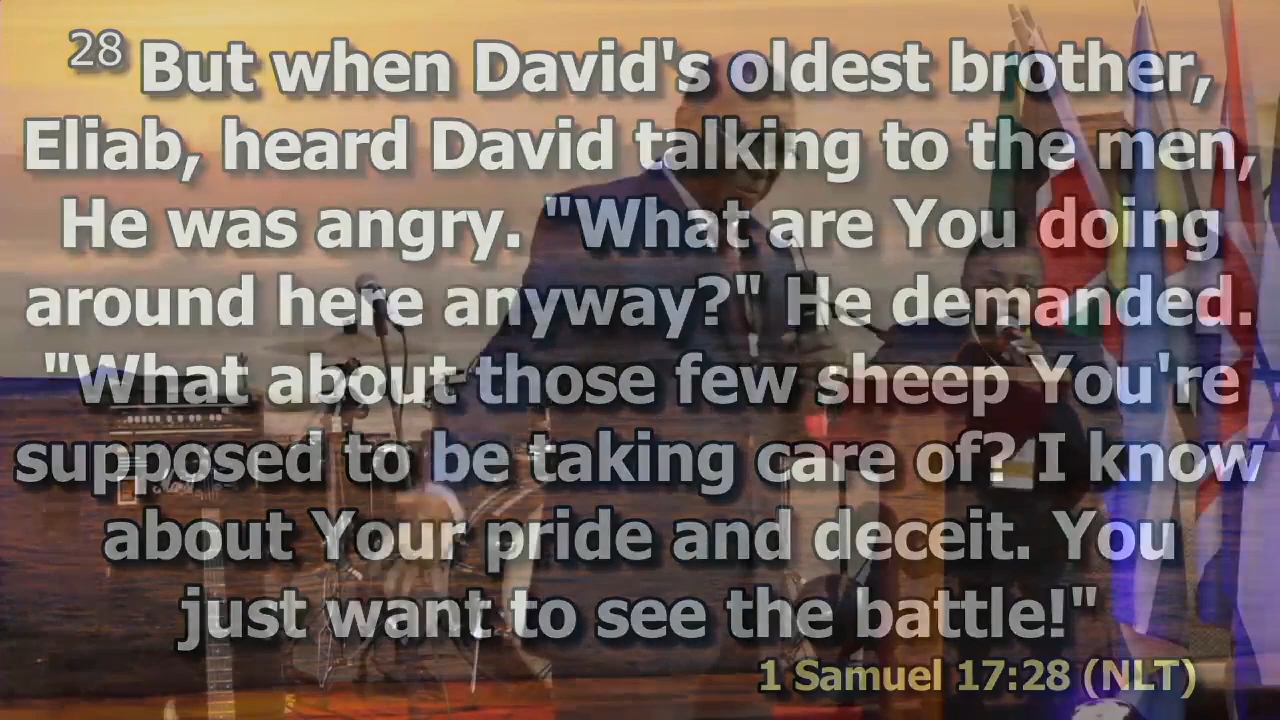 28 But when David's oldest brother,
Eliab, heard David talking to the men,
He was angry. "What are You doing
around here anyway?" He demanded.
"What about those few sheep You're
supposed to be taking care of? I know
about Your pride and deceit. You
just want to see the battle!"
1 Samuel 17:28 (NLT)